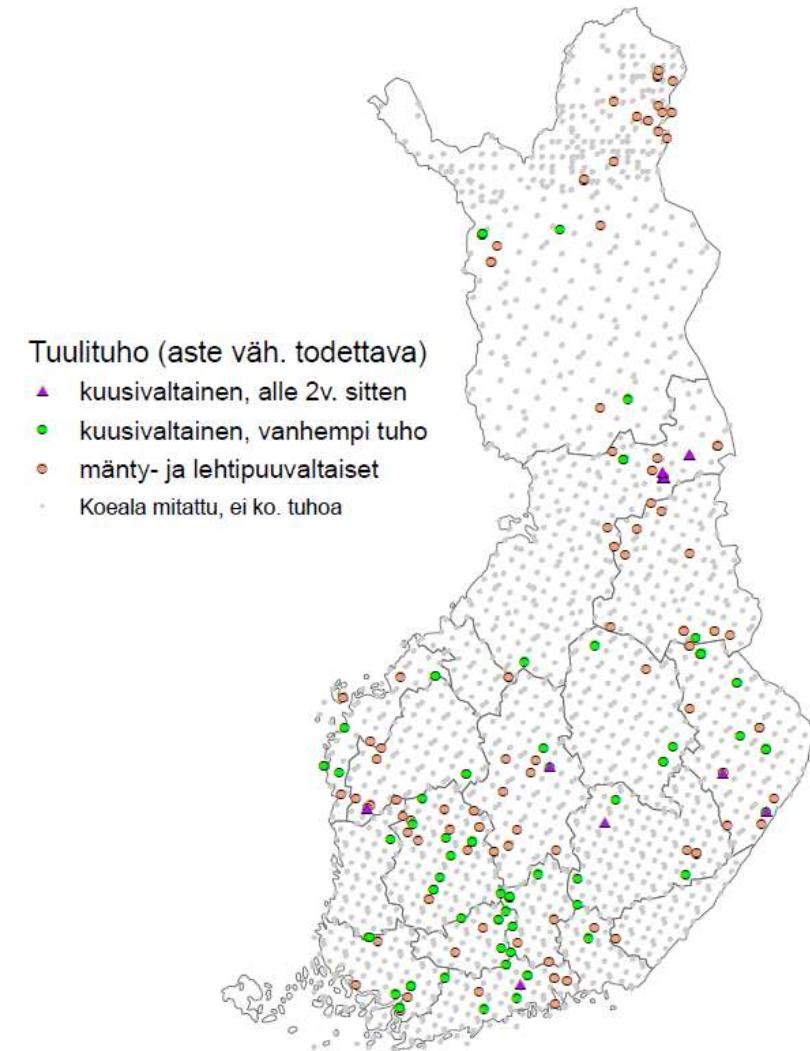 Tuulituho (aste väh. todettava)
kuusivaltainen, alle 2v. sitten
kuusivaltainen, vanhempi tuho
mänty- ja lehtipuuvaltaiset
Koeala mitattu, ei ko. tuhoa